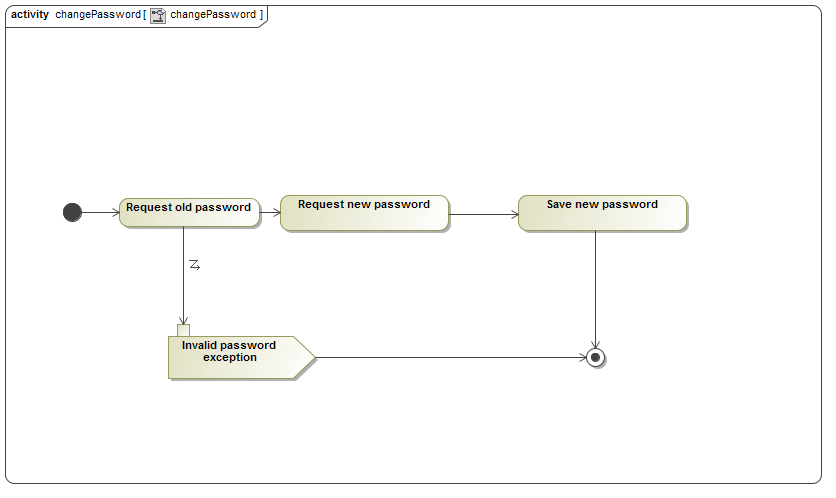 activity changePassword [ changePassword ]
Request old password
Request new password
Save new password
Invalid password
exception